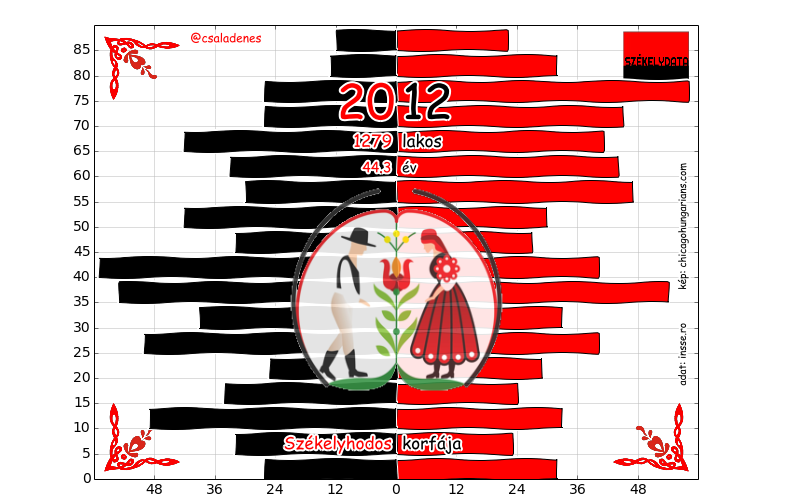 @csaladenes
SZÉKELYDATA
2012
1279 lakos
44.3 év
kép: chicagohungarians.com
adat: insse.ro
Székelyhodos korfája
85
80
75
70
65
60
55
50
45
40
35
30
25
20
15
10
5
0
48 36 24 12 0 12 24 36 48